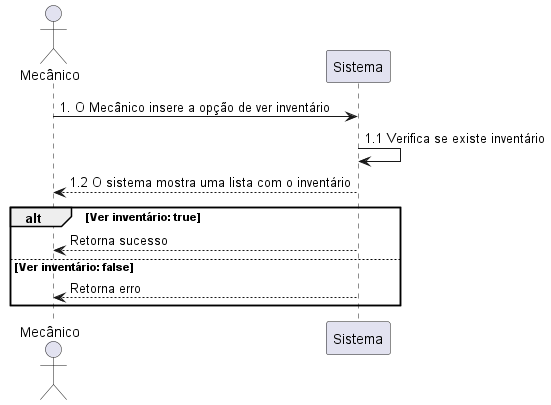 Mecânico
Sistema
1. O Mecânico insere a opção de ver inventário
1.1 Verifica se existe inventário
1.2 O sistema mostra uma lista com o inventário
alt [Ver inventário: true]
Retorna sucesso
[Ver inventário: false]
Retorna erro
Mecânico
Sistema